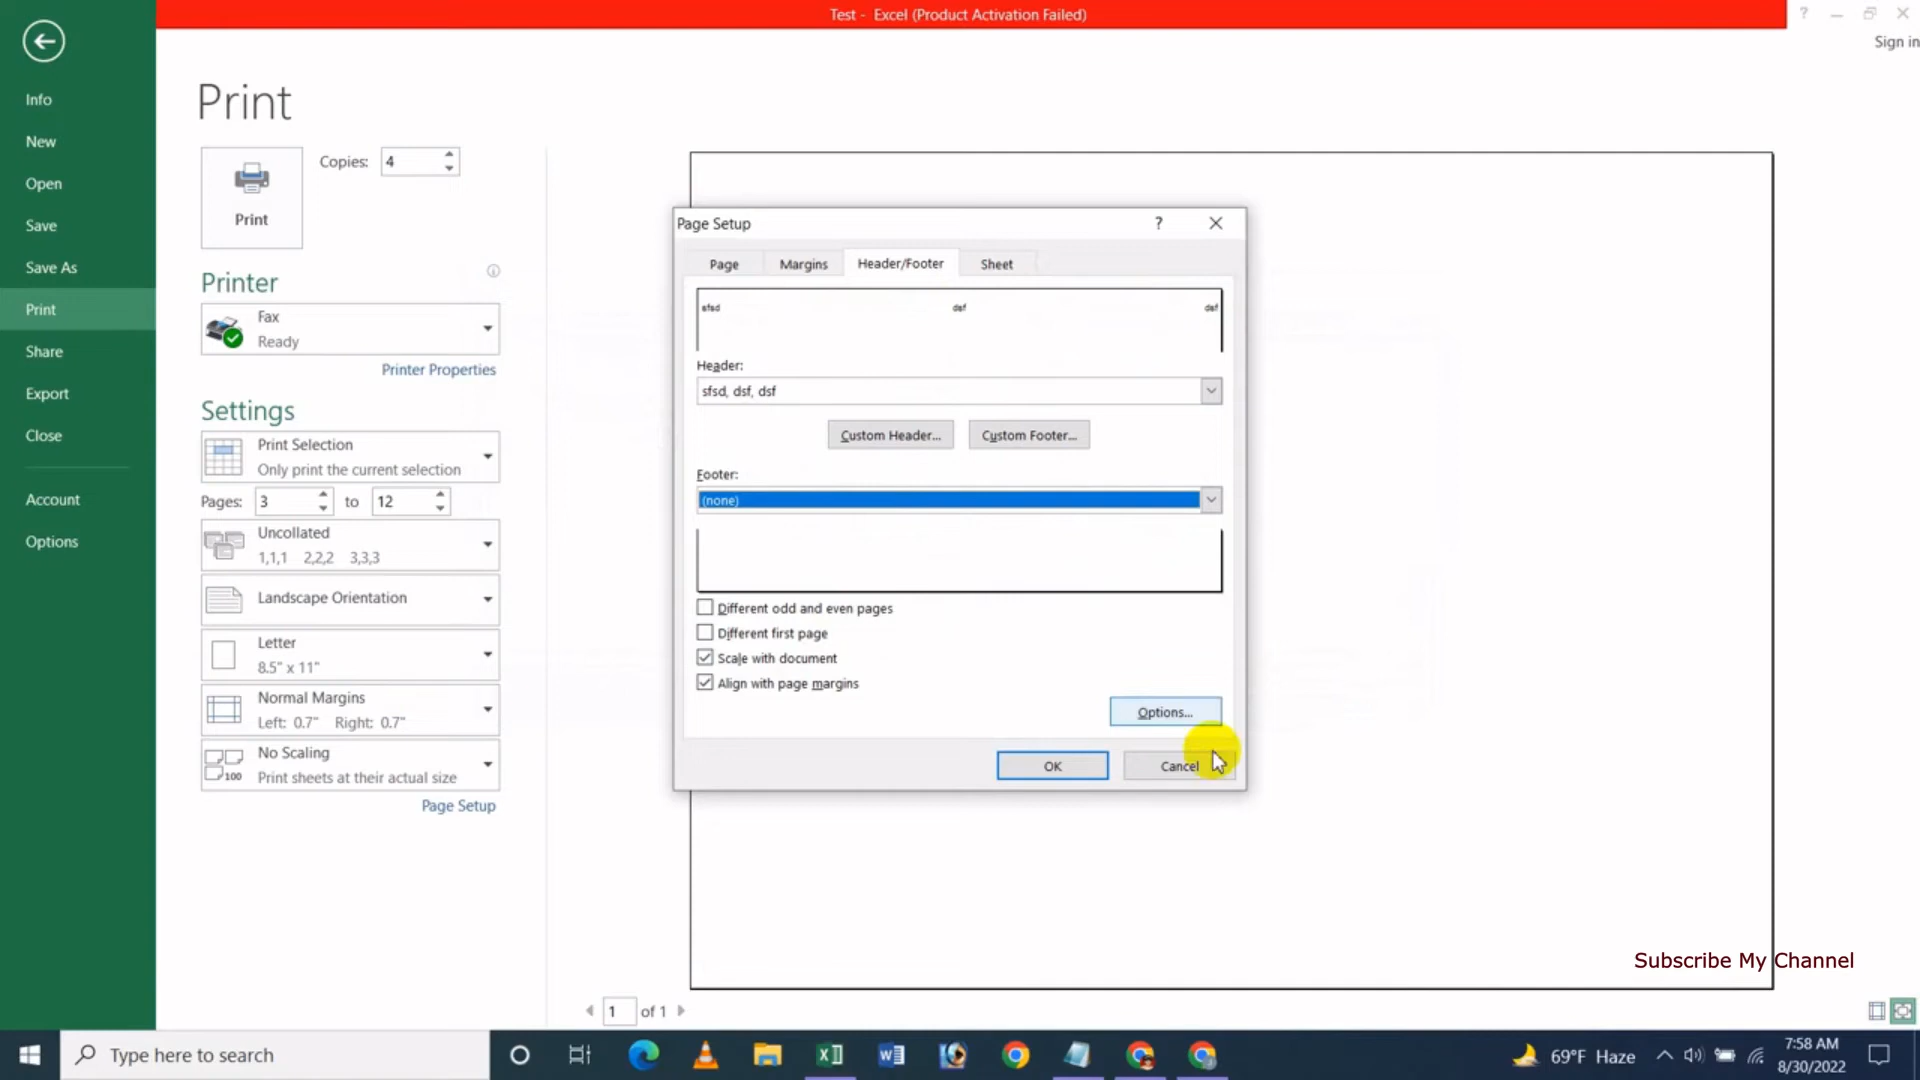 Test - Excel (Product Activation Failed)
?
Sign in
Info
New
Open
Save
Save As
Print
Share
Export
Close
Account
Options
Print
Print
Copies: 4
Printer
Fax
Ready
Printer Properties
Settings
Print Selection
Only print the current selection
Pages: 3 to 12
Uncollated
1,1,1 2,2,2 3,3,3
Landscape Orientation
Letter
8.5" x 11"
Normal Margins
Left: 0.7" Right: 0.7"
No Scaling
Print sheets at their actual size
100
Page Setup
Page Setup ?
Page Margins Header/Footer Sheet
sfsd dsf dsf
Header:
sfsd, dsf, dsf
Custom Header... Custom Footer...
Footer:
(none)
Different odd and even pages
Different first page
Scale with document
Align with page margins
Options...
OK Cancel
Subscribe My Channel
1 of 1
Type here to search
69°F Haze
7:58 AM
8/30/2022